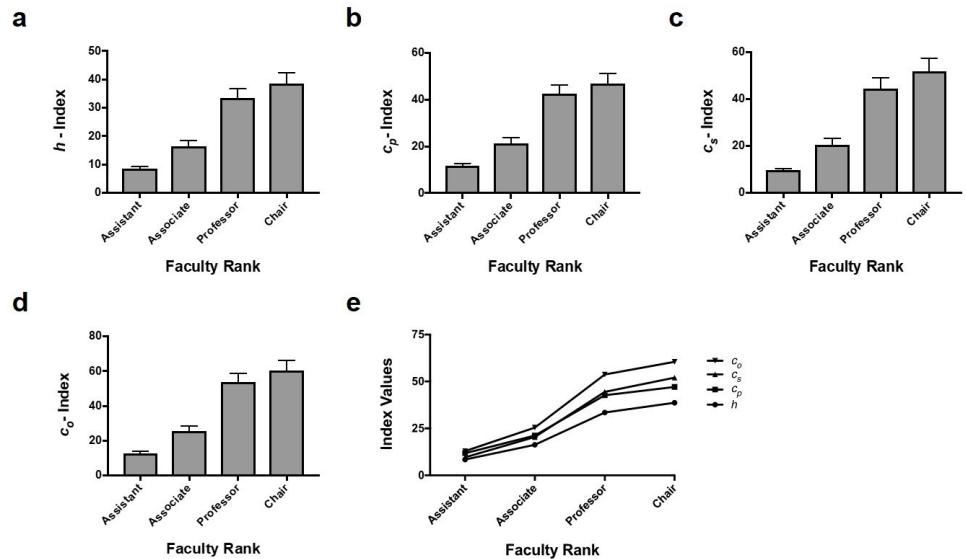 a
h - Index
50
40
30
20
10
0
Assistant
Associate
Professor
Chair
Faculty Rank
b
cp- Index
60
40
20
0
Assistant
Associate
Professor
Chair
Faculty Rank
c
cs- Index
60
40
20
0
Assistant
Associate
Professor
Chair
Faculty Rank
d
co- Index
80
60
40
20
0
Assistant
Associate
Professor
Chair
Faculty Rank
e
Index Values
75
50
25
0
Assistant
Associate
Professor
Chair
Faculty Rank
co
cs
cp
h